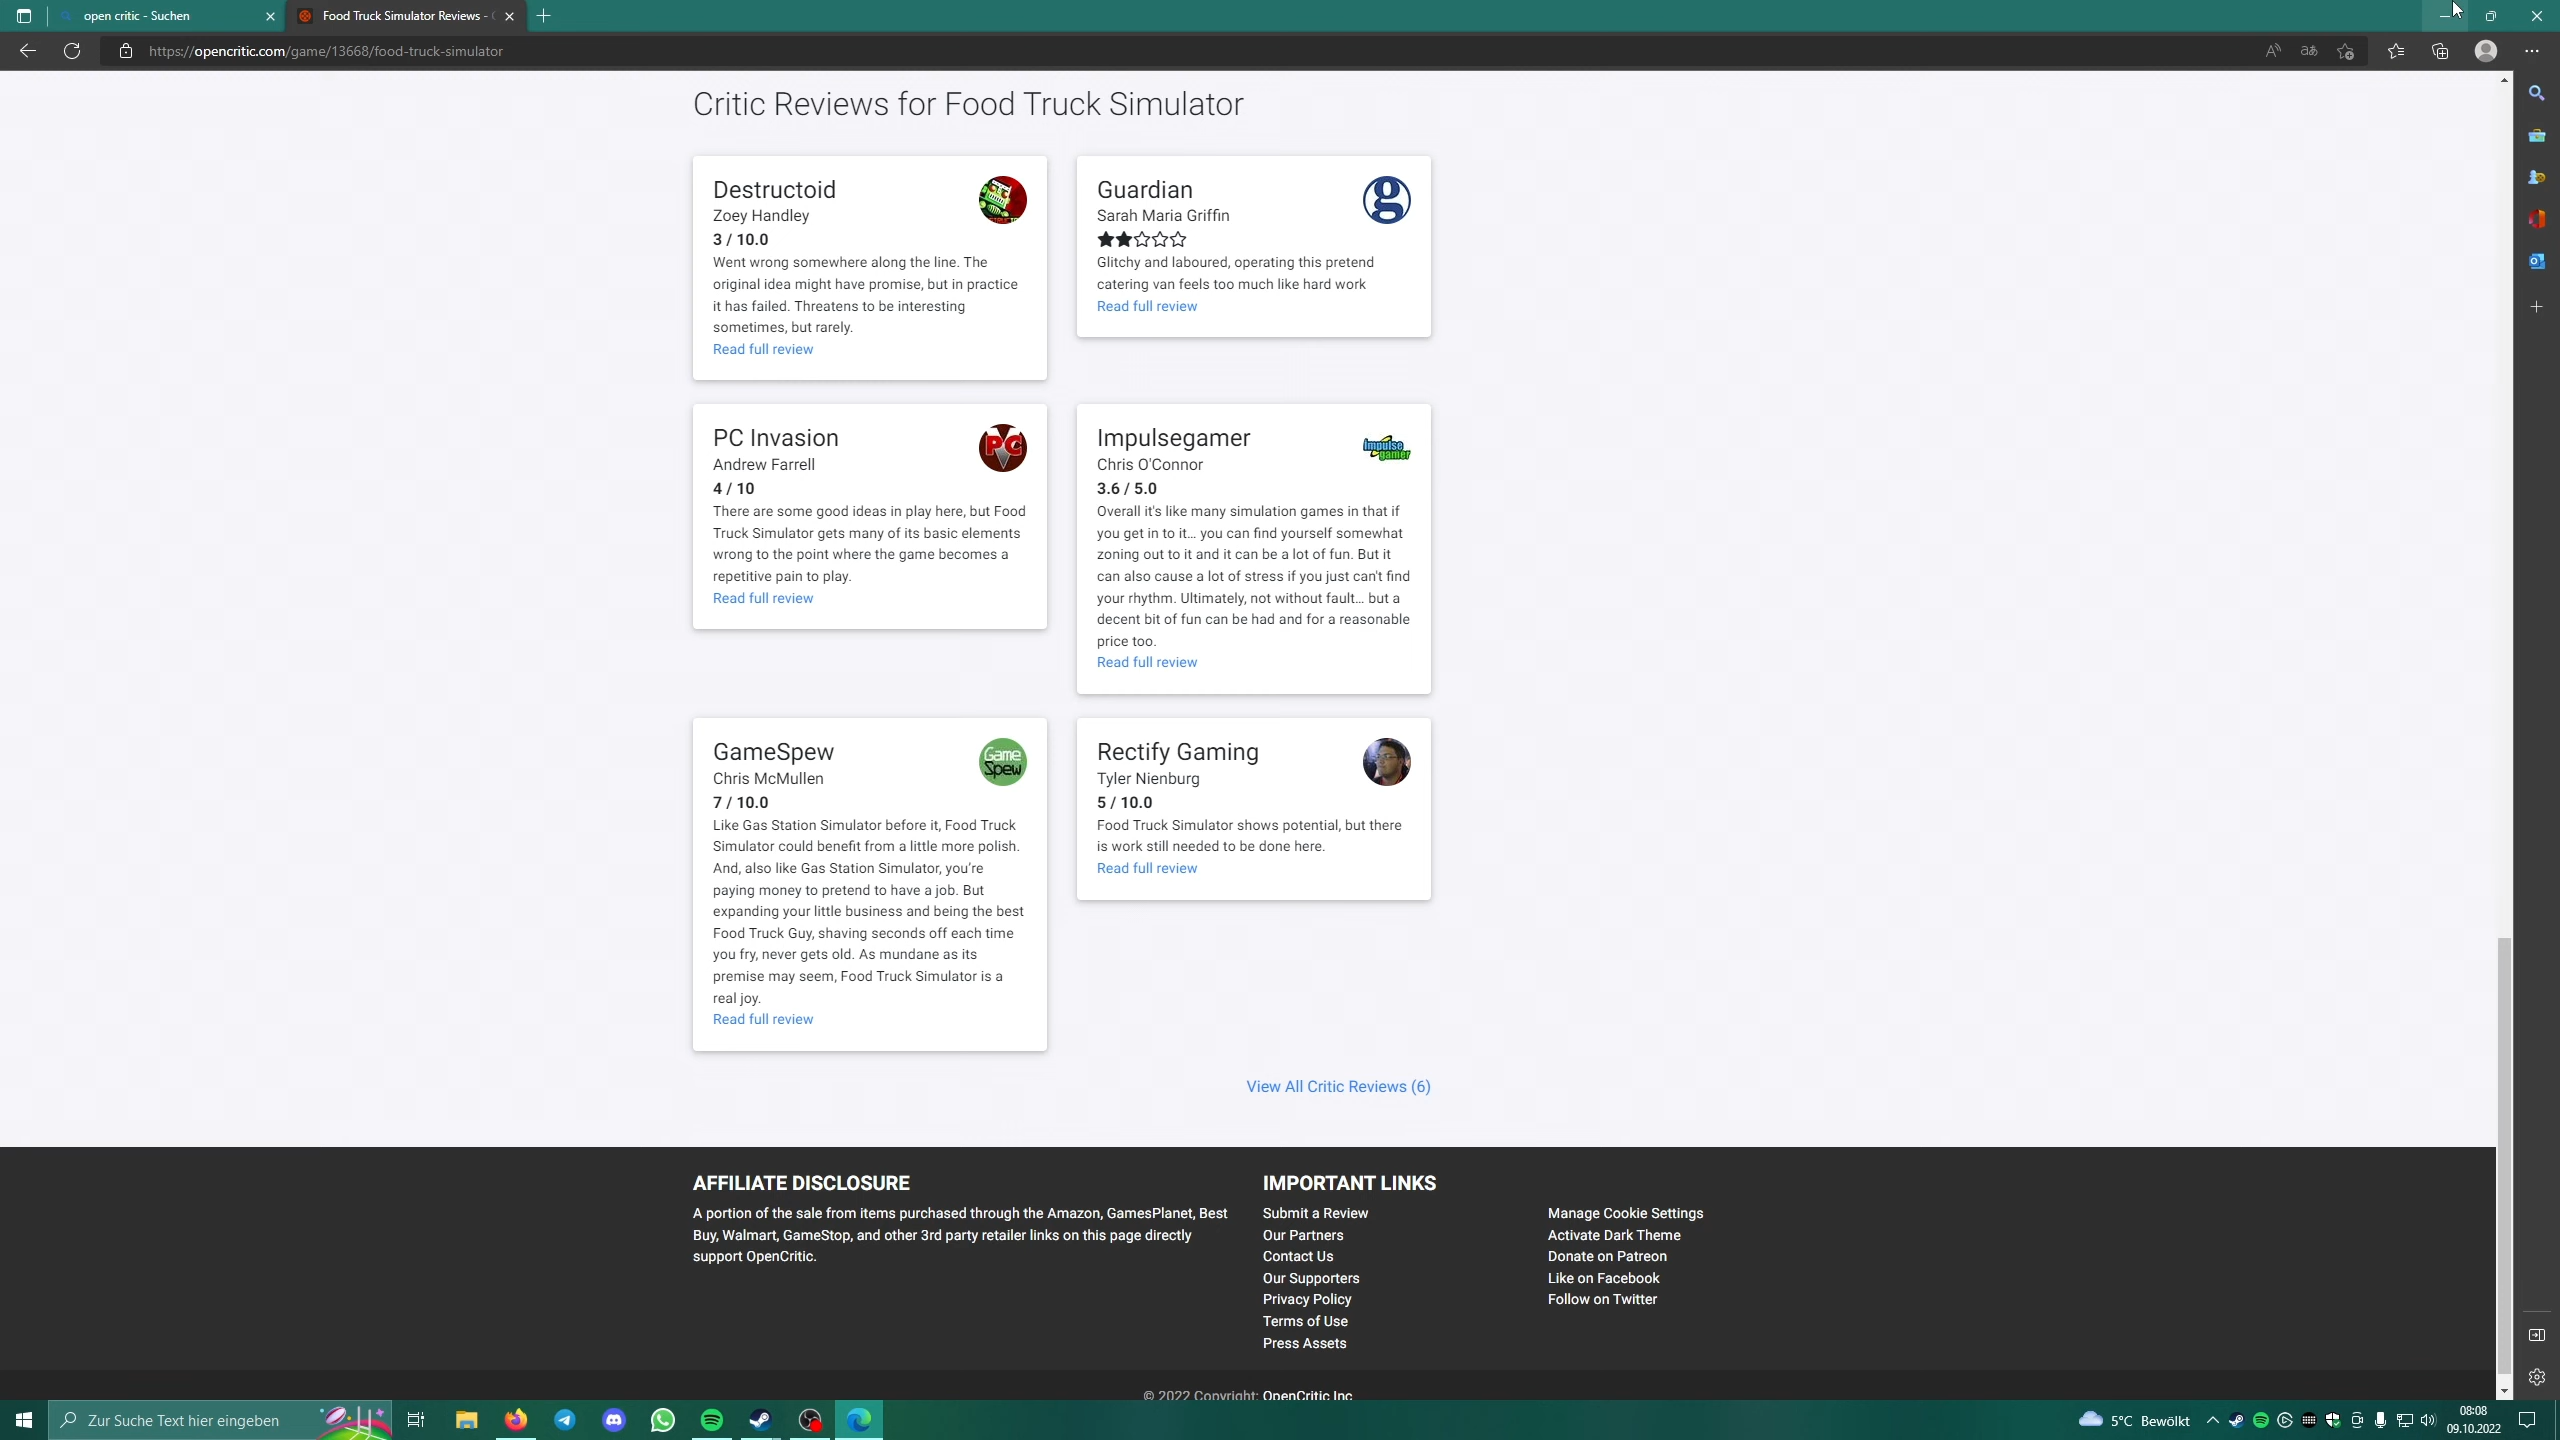 open critic - Suchen
Food Truck Simulator Reviews -
https://opencritic.com/game/13668/food-truck-simulator
Critic Reviews for Food Truck Simulator
Destructoid
Zoey Handley
3 / 10.0
Went wrong somewhere along the line. The
original idea might have promise, but in practice
it has failed. Threatens to be interesting
sometimes, but rarely.
Read full review
Guardian
Sarah Maria Griffin
Glitchy and laboured, operating this pretend
catering van feels too much like hard work
Read full review
PC Invasion
Andrew Farrell
4 / 10
There are some good ideas in play here, but Food
Truck Simulator gets many of its basic elements
wrong to the point where the game becomes a
repetitive pain to play.
Read full review
PC
Impulsegamer
Chris O'Connor
3.6 / 5.0
Overall it's like many simulation games in that if
you get in to it... you can find yourself somewhat
zoning out to it and it can be a lot of fun. But it
can also cause a lot of stress if you just can't find
your rhythm. Ultimately, not without fault... but a
decent bit of fun can be had and for a reasonable
price too.
Read full review
impulse
gamer
GameSpew
Chris McMullen
7 / 10.0
Like Gas Station Simulator before it, Food Truck
Simulator could benefit from a little more polish.
And, also like Gas Station Simulator, you're
paying money to pretend to have a job. But
expanding your little business and being the best
Food Truck Guy, shaving seconds off each time
you fry, never gets old. As mundane as its
premise may seem, Food Truck Simulator is a
real joy.
Read full review
Game
Spew
Rectify Gaming
Tyler Nienburg
5 / 10.0
Food Truck Simulator shows potential, but there
is work still needed to be done here.
Read full review
View All Critic Reviews (6)
AFFILIATE DISCLOSURE
A portion of the sale from items purchased through the Amazon, GamesPlanet, Best
Buy, Walmart, GameStop, and other 3rd party retailer links on this page directly
support OpenCritic.
IMPORTANT LINKS
Submit a Review
Our Partners
Contact Us
Our Supporters
Privacy Policy
Terms of Use
Press Assets
Manage Cookie Settings
Activate Dark Theme
Donate on Patreon
Like on Facebook
Follow on Twitter
© 2022 Copyright: OpenCritic Inc
Zur Suche Text hier eingeben
5°C Bewölkt
08:08
09.10.2022